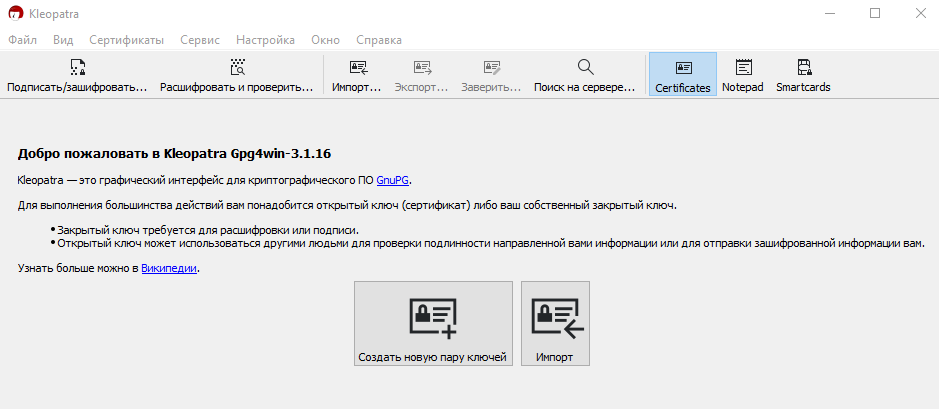 Kleopatra
Файл Вид Сертификаты Сервис Настройка Окно Справка
Подписать/зашифровать... Расшифровать и проверить... Импорт... Экспорт... Заверить... Поиск на сервере... Certificates Notepad Smartcards
Добро пожаловать в Kleopatra Gpg4win-3.1.16
Kleopatra — это графический интерфейс для криптографического ПО GnuPG.
Для выполнения большинства действий вам понадобится открытый ключ (сертификат) либо ваш собственный закрытый ключ.
• Закрытый ключ требуется для расшифровки или подписи.
• Открытый ключ может использоваться другими людьми для проверки подлинности направленной вами информации или для отправки зашифрованной информации вам.
Узнать больше можно в Википедии.
Создать новую пару ключей Импорт